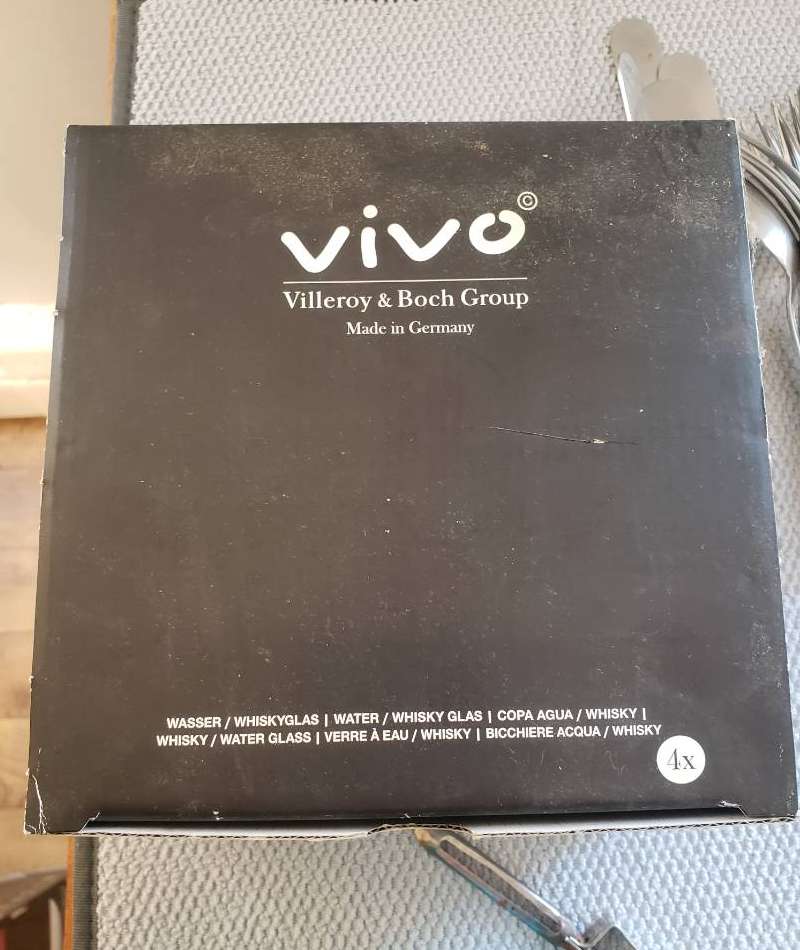 vivo©
Villeroy & Boch Group
Made in Germany
WASSER / WHISKYGLAS | WATER / WHISKY GLAS | COPA AGUA / WHISKY |
WHISKY / WATER GLASS | VERRE À EAU / WHISKY | BICCHIERE ACQUA / WHISKY
4x